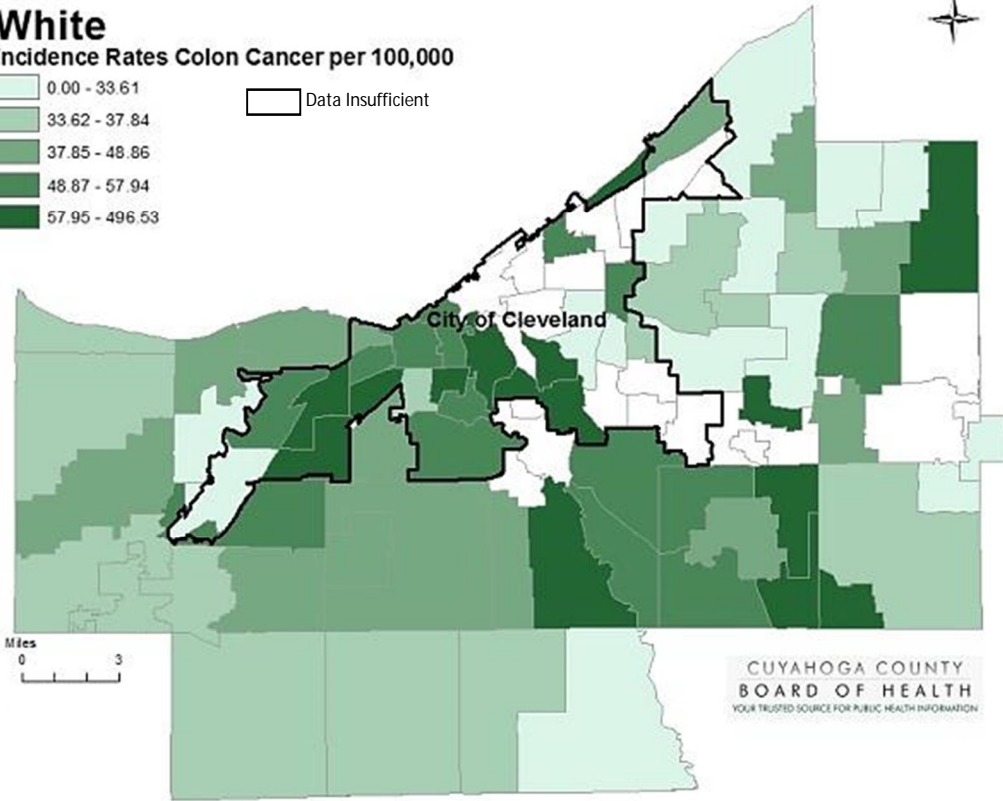 White
ncidence Rates Colon Cancer per 100,000
0.00 - 33.61
33.62 - 37.84
37.85 - 48.86
48.87 - 57.94
57.95 - 496.53
Data Insufficient
City of Cleveland
Miles
0 3
CUYAHOGA COUNTY
BOARD OF HEALTH
YOUR TRUSTED SOURCE FOR PUBLIC HEALTH INFORMATION